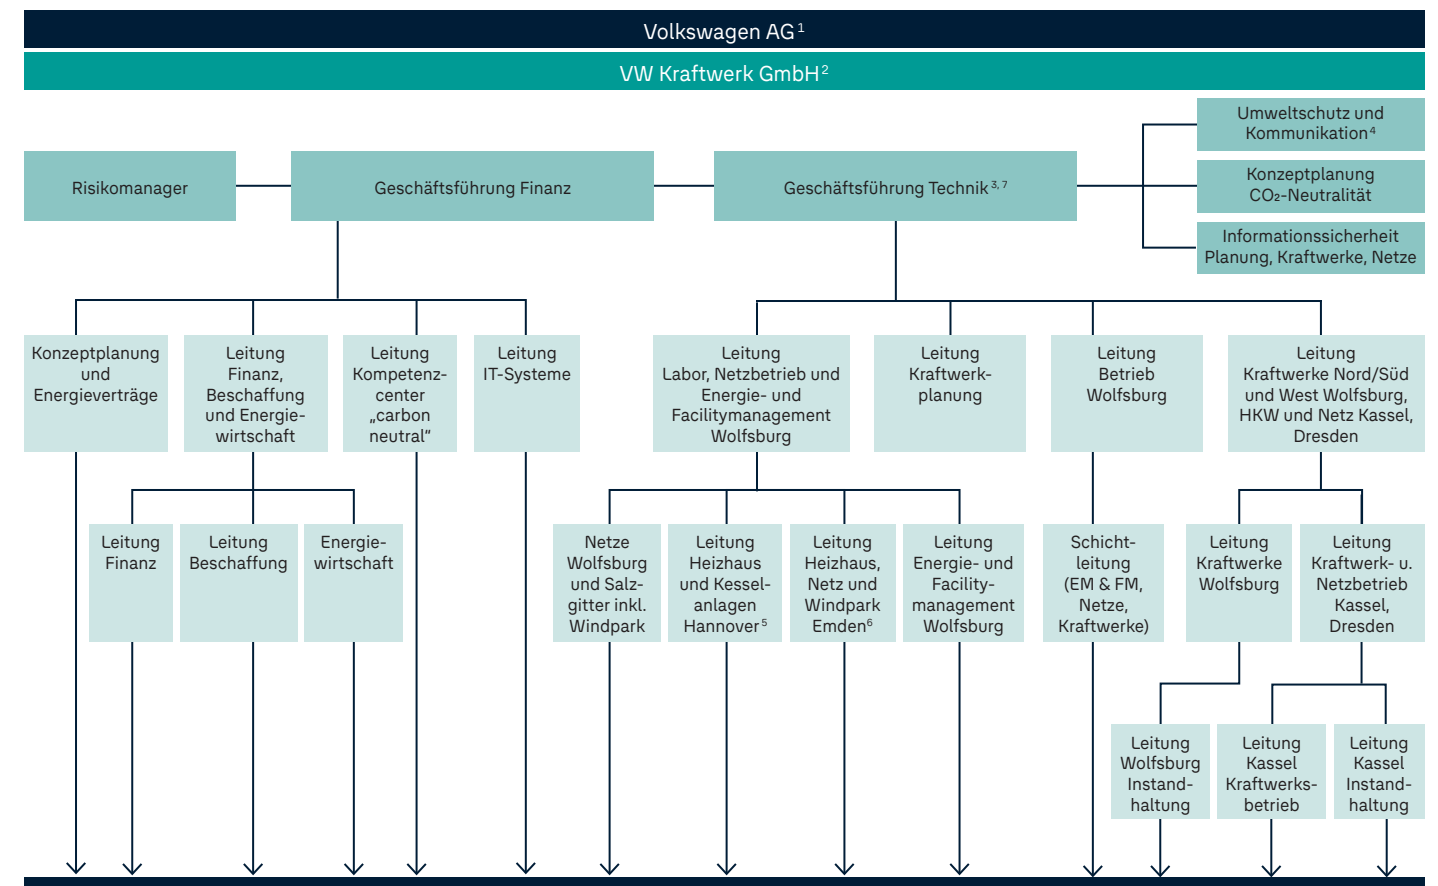 Volkswagen AG¹
VW Kraftwerk GmbH²
Umweltschutz und
Kommunikation⁴
Risikomanager
Geschäftsführung Finanz
Geschäftsführung Technik³,⁷
Konzeptplanung
CO₂-Neutralität
Informationssicherheit
Planung, Kraftwerke, Netze
Konzeptplanung
und
Energieverträge
Leitung
Finanz,
Beschaffung
und Energie-
wirtschaft
Leitung
Kompetenz-
center
„carbon
neutral“
Leitung
IT-Systeme
Leitung
Labor, Netzbetrieb und
Energie- und
Facilitymanagement
Wolfsburg
Leitung
Kraftwerk-
planung
Leitung
Betrieb
Wolfsburg
Leitung
Kraftwerke Nord/Süd
und West Wolfsburg,
HKW und Netz Kassel,
Dresden
Leitung
Finanz
Leitung
Beschaffung
Energie-
wirtschaft
Netze
Wolfsburg
und Salz-
gitter inkl.
Windpark
Leitung
Heizhaus
und Kessel-
anlagen
Hannover⁵
Leitung
Heizhaus,
Netz und
Windpark
Emden⁶
Leitung
Energie- und
Facility-
management
Wolfsburg
Schicht-
leitung
(EM & FM,
Netze,
Kraftwerke)
Leitung
Kraftwerke
Wolfsburg
Leitung
Kraftwerk- u.
Netzbetrieb
Kassel,
Dresden
Leitung
Wolfsburg
Instand-
haltung
Leitung
Kassel
Kraftwerks-
betrieb
Leitung
Kassel
Instand-
haltung